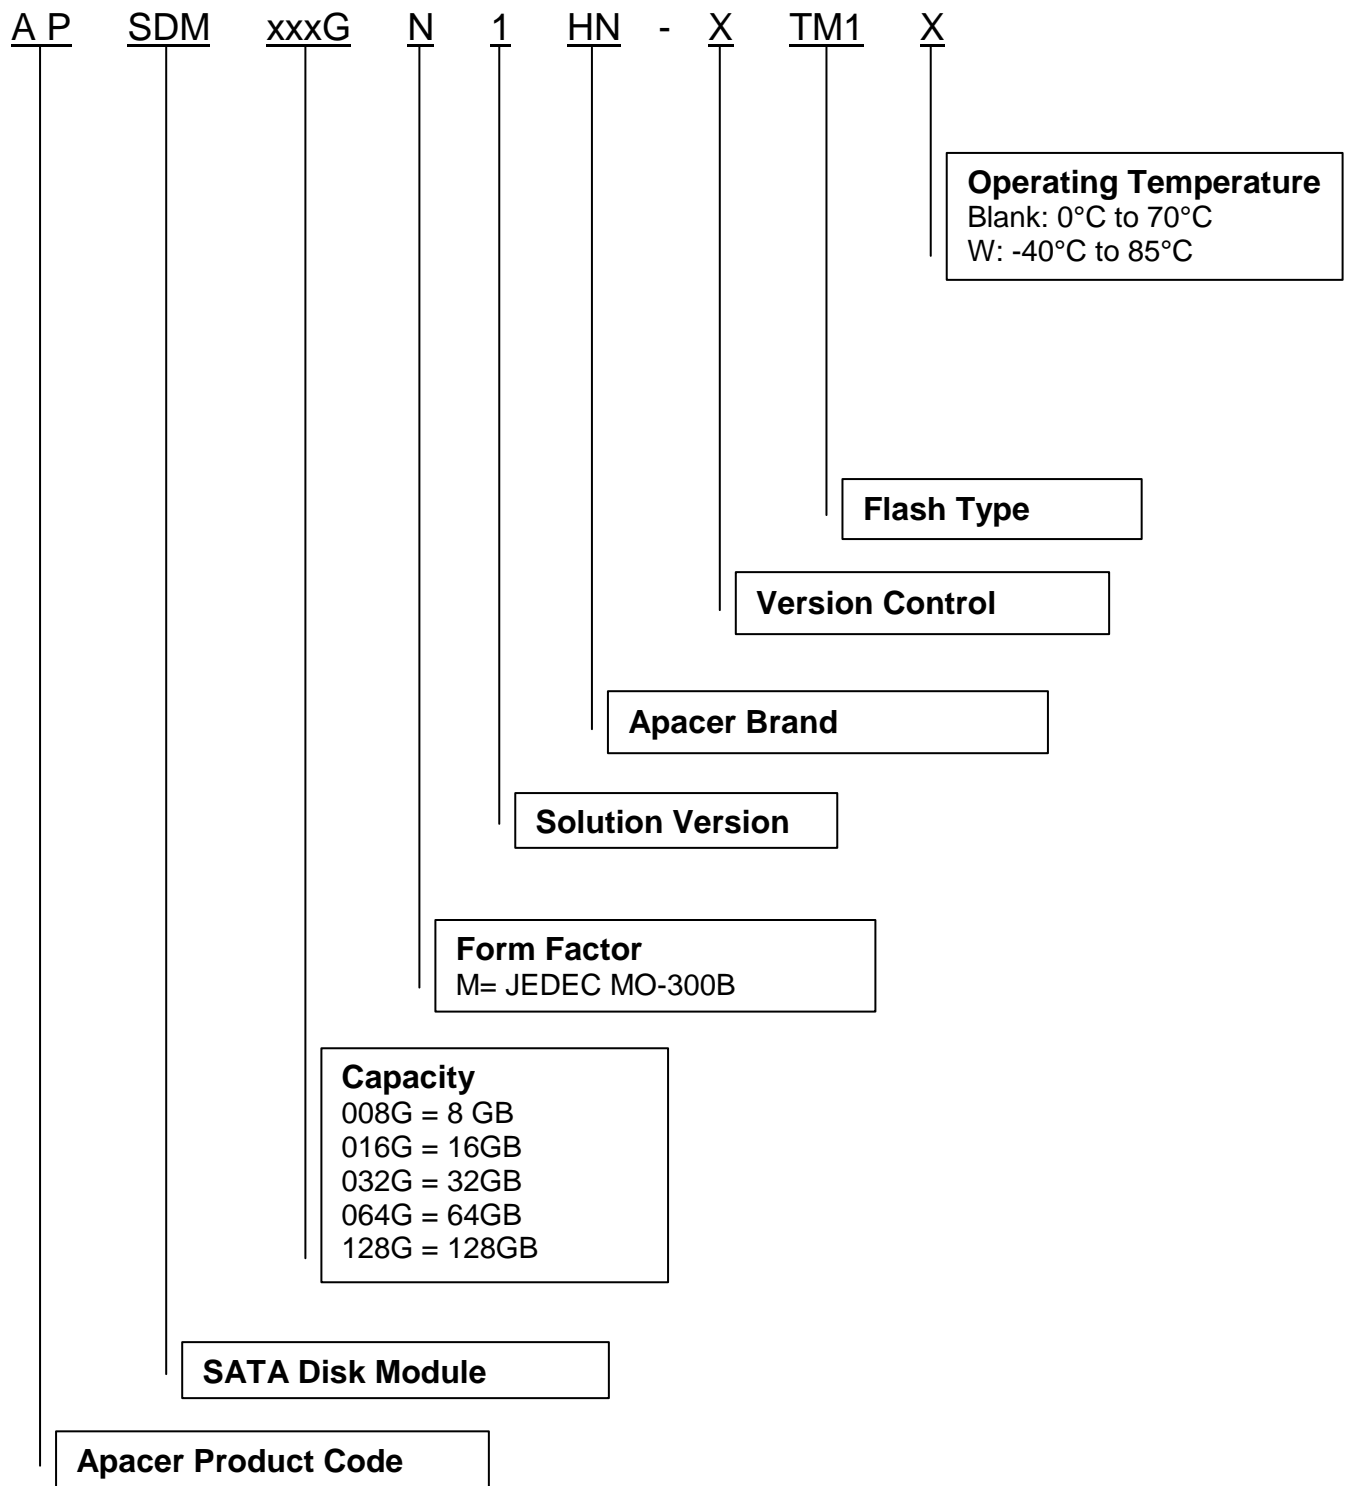 A P SDM xxxG N 1 HN - X TM1 X
Operating Temperature
Blank: 0°C to 70°C
W: -40°C to 85°C
Flash Type
Version Control
Apacer Brand
Solution Version
Form Factor
M= JEDEC MO-300B
Capacity
008G = 8 GB
016G = 16GB
032G = 32GB
064G = 64GB
128G = 128GB
SATA Disk Module
Apacer Product Code